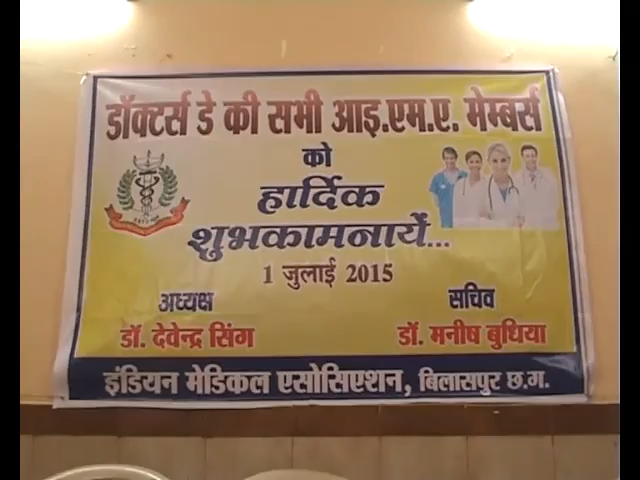 डॉक्टर्स डे की सभी आइ.एम.ए. मेम्बर्स
को
हार्दिक
शुभकामनायें...
1 जुलाई 2015
अध्यक्ष
डॉ. देवेन्द्र सिंग
सचिव
डॉ. मनीष बुधिया
इंडियन मेडिकल एसोसिएशन, बिलासपुर छ.ग.